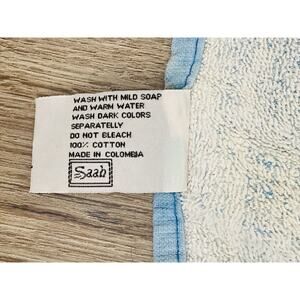 WASH WITH MILD SOAP
AND WARM WATER
WASH DARK COLORS
SEPARATELLY
DO NOT BLEACH
100% COTTON
MADE IN COLOMBIA
Saah